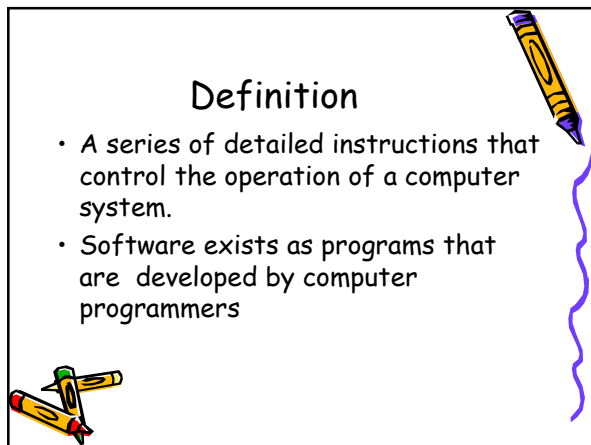 Definition
• A series of detailed instructions that
control the operation of a computer
system.
• Software exists as programs that
are  developed by computer
programmers